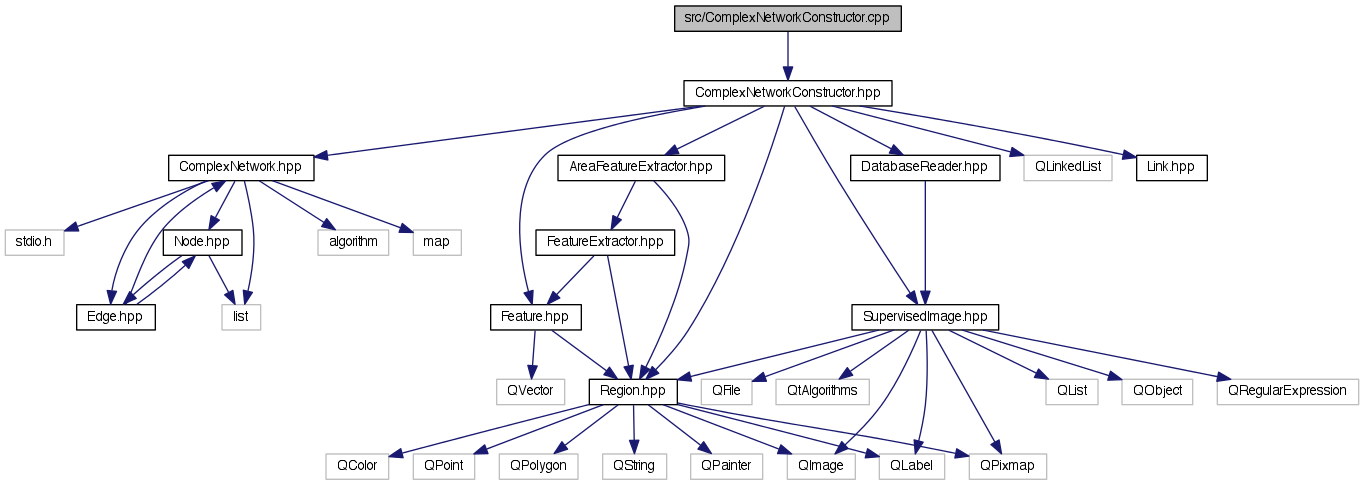 src/ComplexNetworkConstructor.cpp
ComplexNetworkConstructor.hpp
ComplexNetwork.hpp
AreaFeatureExtractor.hpp
DatabaseReader.hpp
QLinkedList
Link.hpp
stdio.h
Node.hpp
algorithm
map
FeatureExtractor.hpp
Edge.hpp
list
Feature.hpp
SupervisedImage.hpp
QVector
Region.hpp
QFile
QtAlgorithms
QList
QObject
QRegularExpression
QColor
QPoint
QPolygon
QString
QPainter
QImage
QLabel
QPixmap